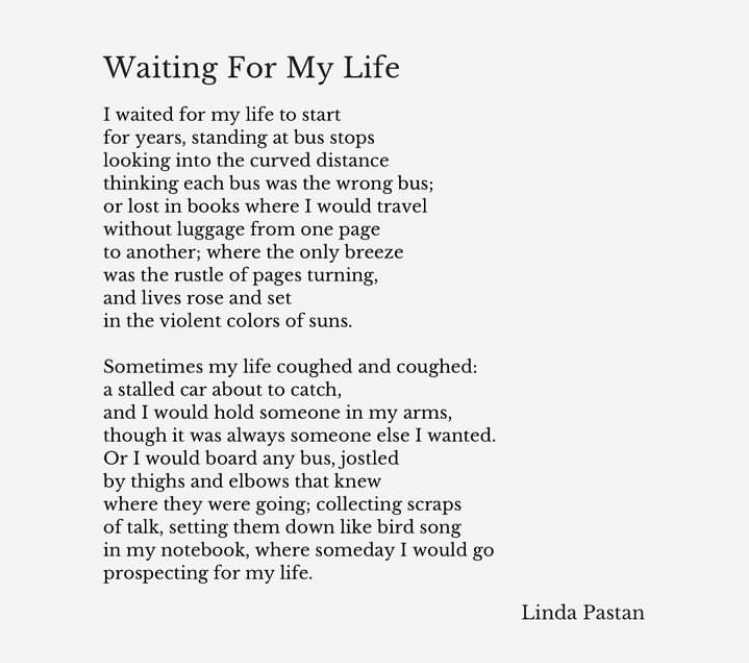 Waiting For My Life
I waited for my life to start
for years, standing at bus stops
looking into the curved distance
thinking each bus was the wrong bus;
or lost in books where I would travel
without luggage from one page
to another; where the only breeze
was the rustle of pages turning,
and lives rose and set
in the violent colors of suns.
Sometimes my life coughed and coughed:
a stalled car about to catch,
and I would hold someone in my arms,
though it was always someone else I wanted.
Or I would board any bus, jostled
by thighs and elbows that knew
where they were going; collecting scraps
of talk, setting them down like bird song
in my notebook, where someday I would go
prospecting for my life.
Linda Pastan